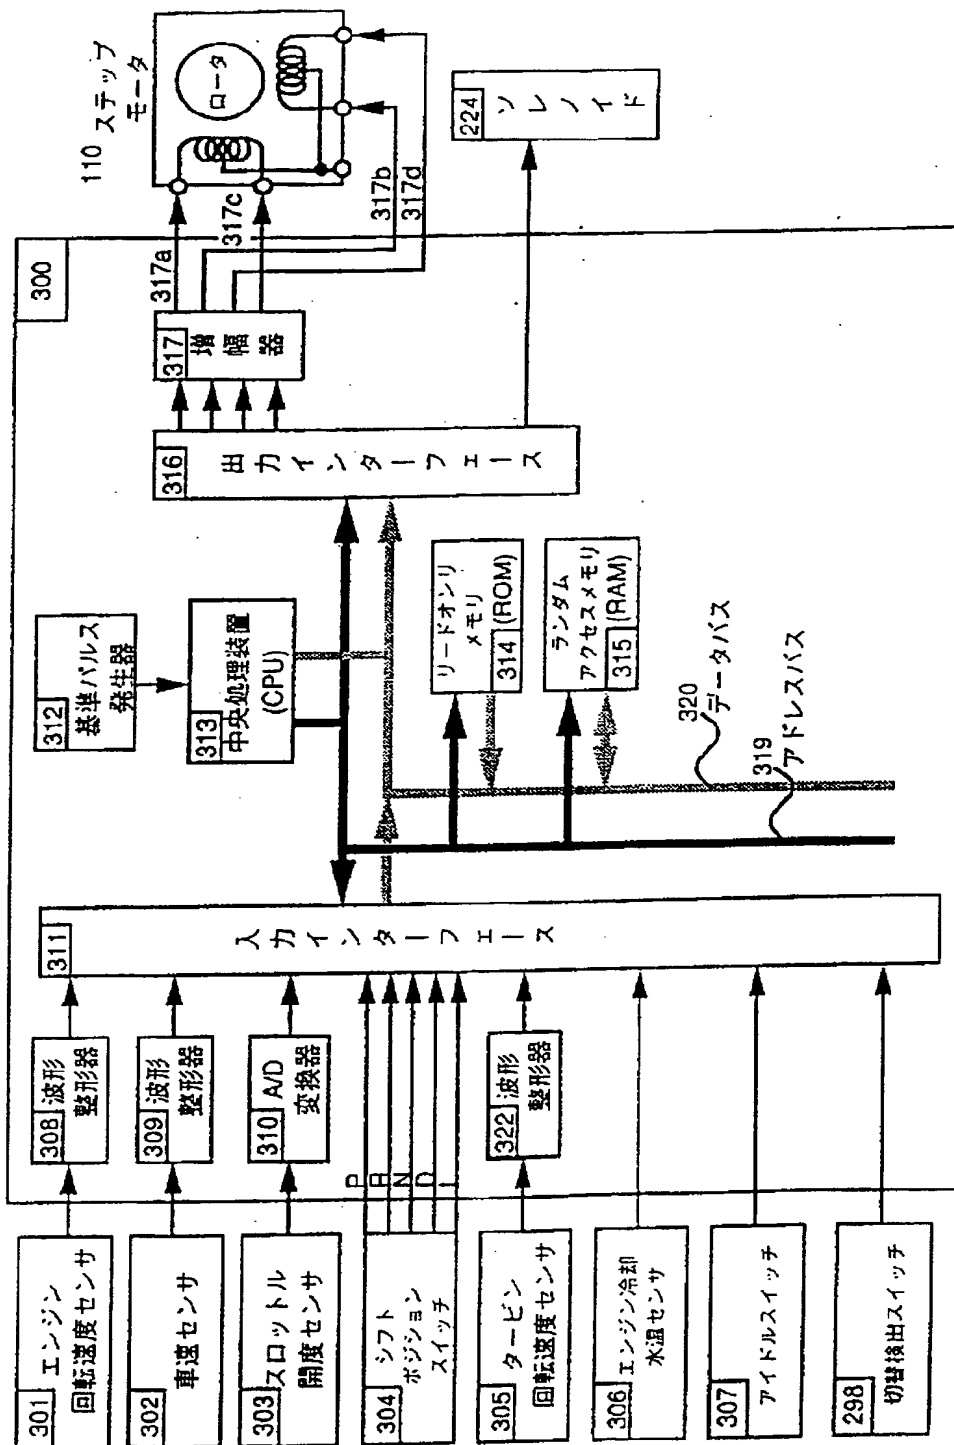 301 エンジン
回転速度センサ
302 車速センサ
303 スロットル
開度センサ
304 シフト
ポジション
スイッチ
305 タービン
回転速度センサ
306 エンジン冷却
水温センサ
307 アイドルスイッチ
298 切替検出スイッチ
308 波形
整形器
309 波形
整形器
310 A/D
変換器
P
R
N
D
L
322 波形
整形器
311 入力インターフェース
312 基準パルス
発生器
313 中央処理装置
(CPU)
リードオンリ
メモリ
314 (ROM)
ランダム
アクセスメモリ
315 (RAM)
320
データバス
319
アドレスバス
316 出力インターフェース
317 増幅器
300
317a
317c
317b
317d
110 ステップ
モータ
ロータ
224 ソレノイド